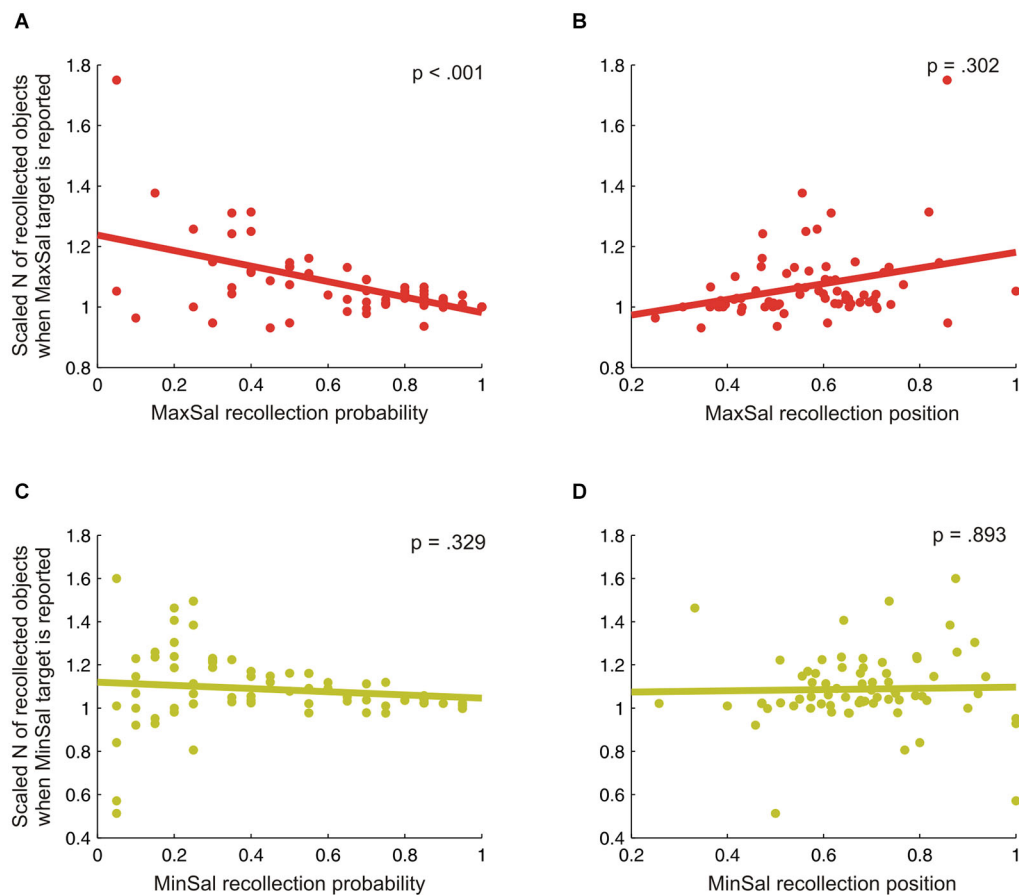 A
p < .001
1.8
1.6
1.4
1.2
1
0.8
0 0.2 0.4 0.6 0.8 1
Scaled N of recollected objects
when MaxSal target is reported
MaxSal recollection probability
B
p = .302
1.8
1.6
1.4
1.2
1
0.8
0.2 0.4 0.6 0.8 1
MaxSal recollection position
C
p = .329
1.8
1.6
1.4
1.2
1
0.8
0.6
0.4
0 0.2 0.4 0.6 0.8 1
Scaled N of recollected objects
when MinSal target is reported
MinSal recollection probability
D
p = .893
1.8
1.6
1.4
1.2
1
0.8
0.6
0.4
0.2 0.4 0.6 0.8 1
MinSal recollection position